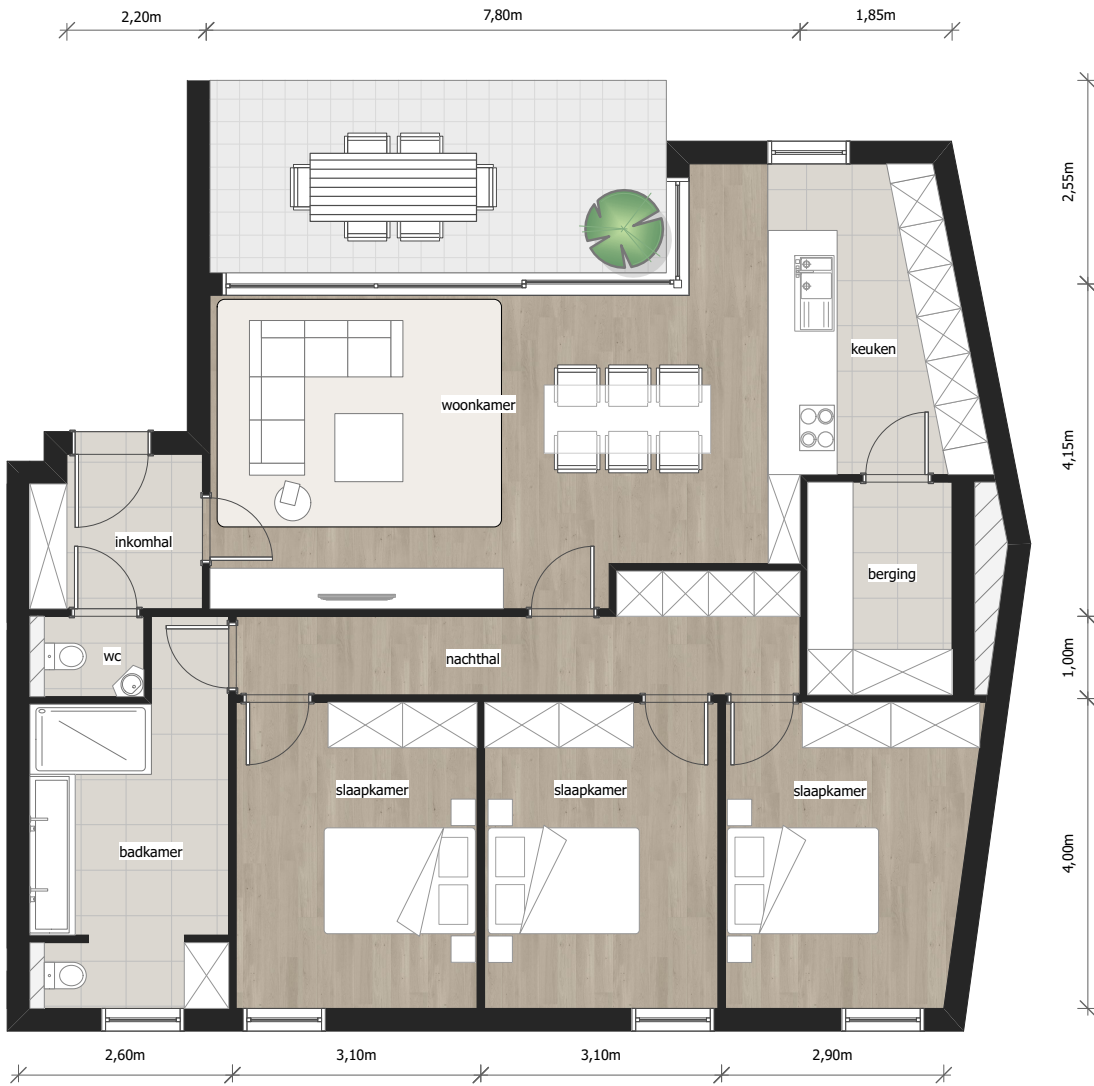 2,20m
7,80m
1,85m
2,55m
keuken
woonkamer
4,15m
inkomhal
berging
wc
nachthal
1,00m
slaapkamer
slaapkamer
slaapkamer
badkamer
4,00m
2,60m
3,10m
3,10m
2,90m